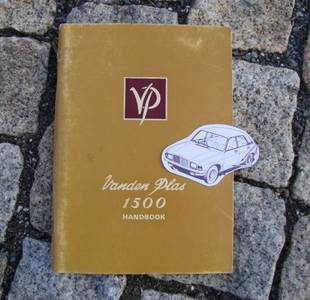 VP
Vanden Plas
1500
HANDBOOK